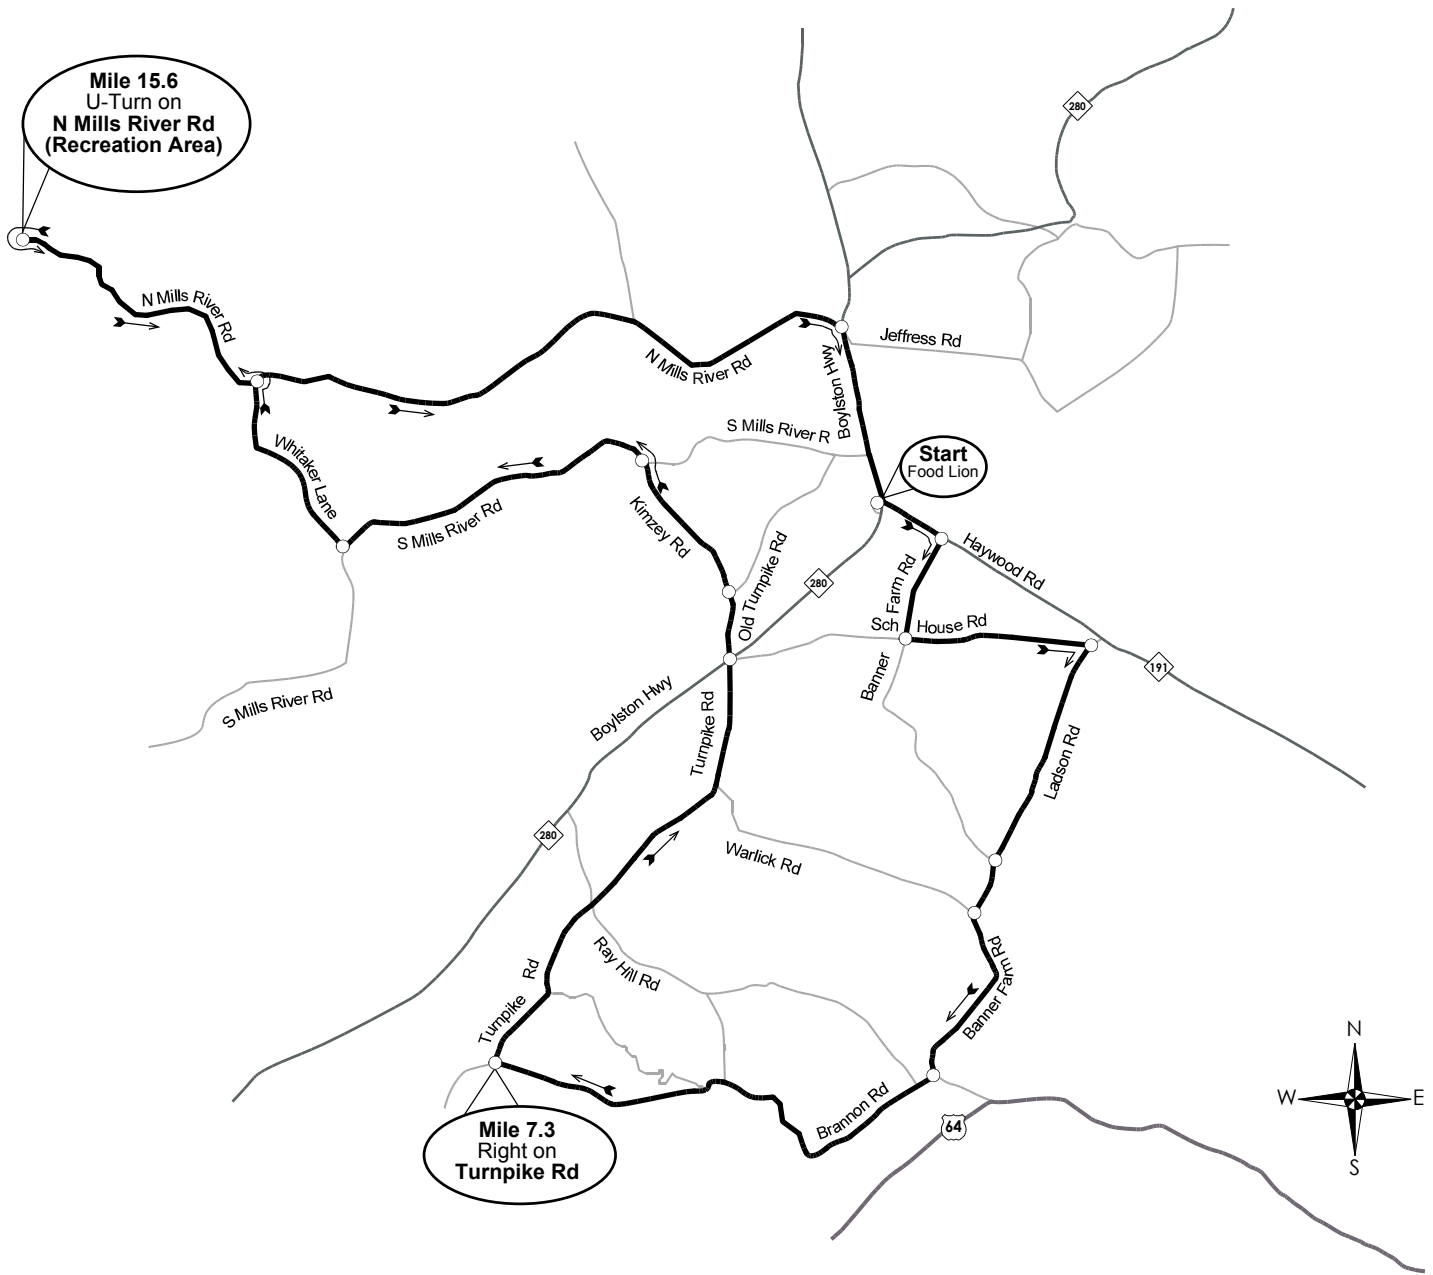 Mile 15.6
U-Turn on
N Mills River Rd
(Recreation Area)
280
N Mills River Rd
N Mills River Rd
Jeffress Rd
Boylston Hwy
S Mills River R
Start
Food Lion
Whitaker Lane
S Mills River Rd
Kimzey Rd
Old Turnpike Rd
280
Haywood Rd
Farm Rd
Sch House Rd
Banner
191
S Mills River Rd
Boylston Hwy
Turnpike Rd
Ladson Rd
280
Warlick Rd
Ray Hill Rd
Turnpike Rd
Banner Farm Rd
Brannon Rd
64
Mile 7.3
Right on
Turnpike Rd
N
W E
S